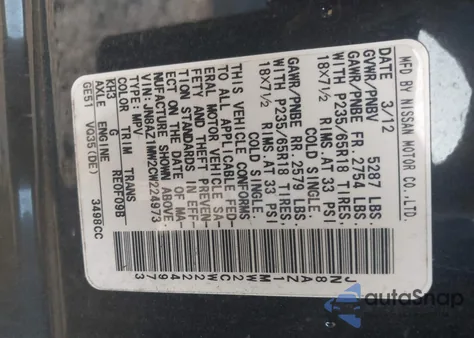 MFD BY NISSAN MOTOR CO.,LTD.
DATE 3/12
GVWR/PNBV 5287 LBS.
GAWR/PNBE FR. 2754 LBS.
WITH P235/65R18
18X7½ RIMS.AT 33 PSI
COLD SINGLE.
GAWR/PNBE RR 2579 LBS.
WITH P235/65R18
18X7½ RIMS.AT 33 PSI
COLD SINGLE.
THIS VEHICLE CONFORMS
TO ALL APPLICABLE FED-
ERAL MOTOR VEHICLE SA-
FETY AND THEFT PREVEN-
TION STANDARDS IN EFF-
ECT ON THE DATE OF MA-
NUFACTURE SHOWN ABOVE
VIN:JN8AZ1MW7CW224973
TYPE: MPV
COLOR TRIM TRANS
KH3 G RE0F09B
AXLE ENGINE
GE51 VQ35(DE) 3498CC
autoSnap